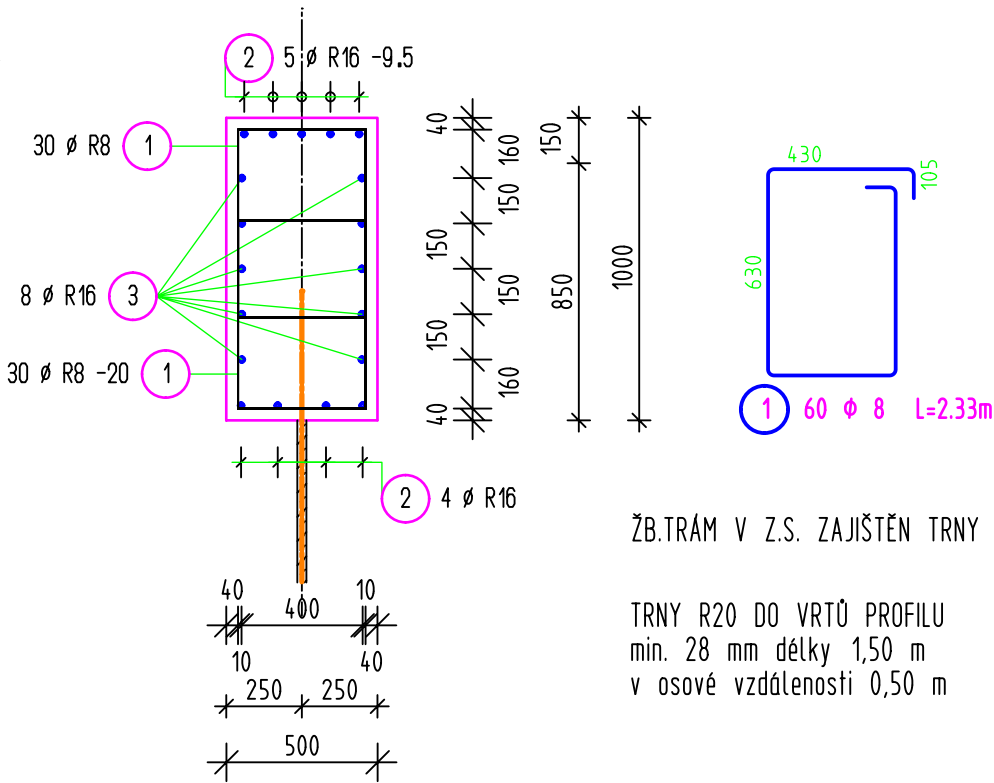 2 5 ø R16 -9.5
30 ø R8 1
8 ø R16 3
30 ø R8 -20 1
2 4 ø R16
40
160
150
150
150
150
160
40
150
850
1000
430
105
630
1 60 Φ 8 L=2.33m
ŽB.TRÁM V Z.S. ZAJIŠTĚN TRNY
TRNY R20 DO VRTŮ PROFILU
min. 28 mm délky 1,50 m
v osové vzdálenosti 0,50 m
40 10
400
10 40
250 250
500